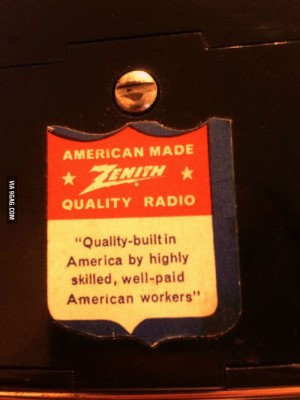 AMERICAN MADE
ZENITH
QUALITY RADIO
"Quality-built in
America by highly
skilled, well-paid
American workers"
VIA 9GAG.COM